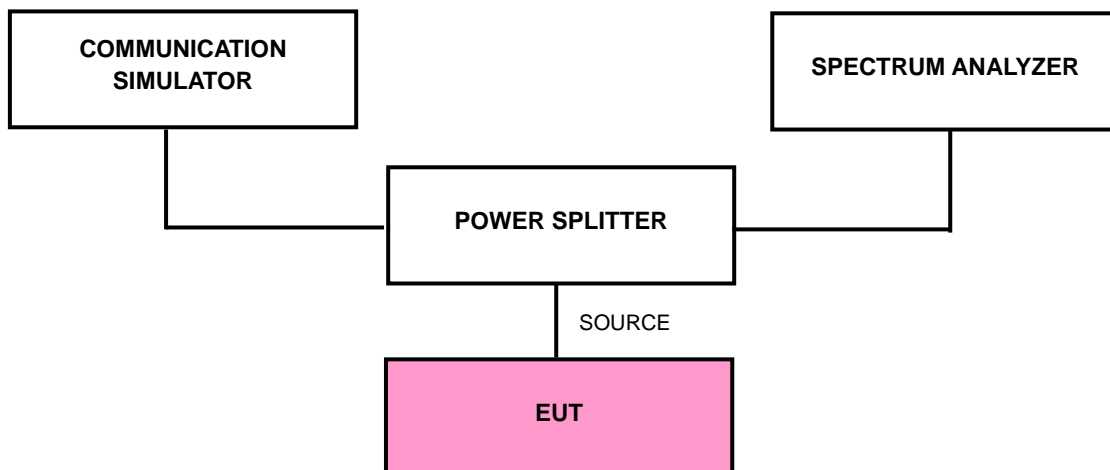 COMMUNICATION
SIMULATOR
SPECTRUM ANALYZER
POWER SPLITTER
SOURCE
EUT